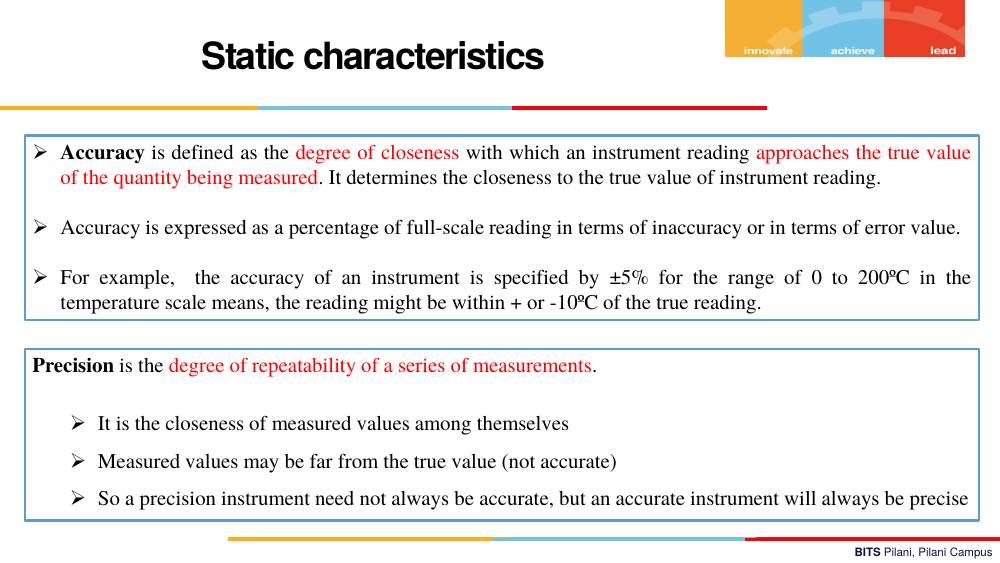 Static characteristics
innovate achieve lead
➢ Accuracy is defined as the degree of closeness with which an instrument reading approaches the true value
of the quantity being measured. It determines the closeness to the true value of instrument reading.
➢ Accuracy is expressed as a percentage of full-scale reading in terms of inaccuracy or in terms of error value.
➢ For example, the accuracy of an instrument is specified by ±5% for the range of 0 to 200ºC in the
temperature scale means, the reading might be within + or -10ºC of the true reading.
Precision is the degree of repeatability of a series of measurements.
➢ It is the closeness of measured values among themselves
➢ Measured values may be far from the true value (not accurate)
➢ So a precision instrument need not always be accurate, but an accurate instrument will always be precise
BITS Pilani, Pilani Campus